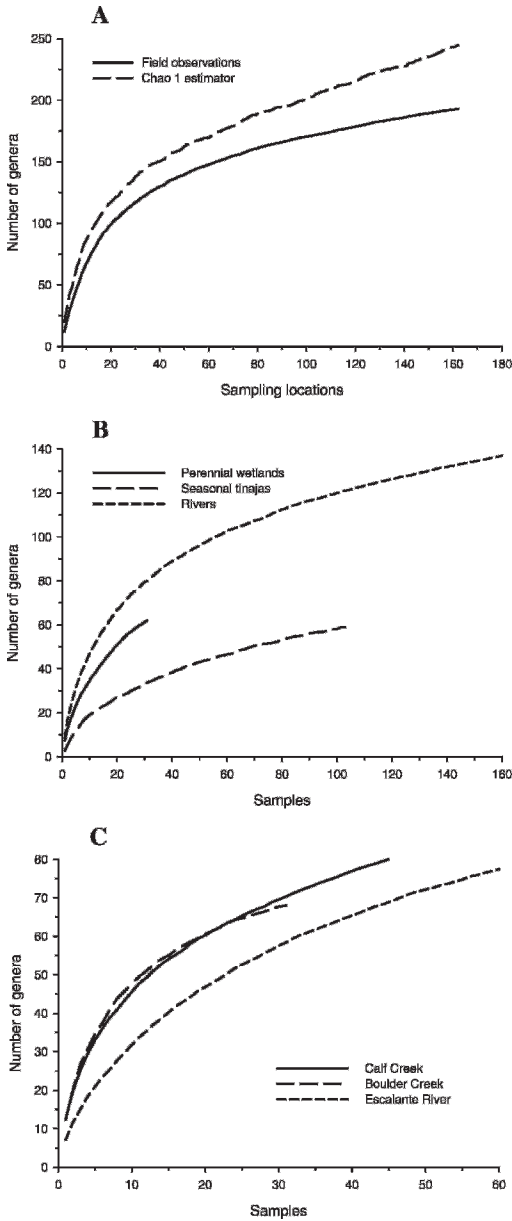 A
250
Field observations
Chao 1 estimator
200
150
100
50
0
Number of genera
0 20 40 60 80 100 120 140 160 180
Sampling locations
B
140
Perennial wetlands
120
Seasonal tinajas
Rivers
100
80
60
40
20
0
Number of genera
0 20 40 60 80 100 120 140 160
Samples
C
80
70
60
50
40
30
20
10
0
Number of genera
Calf Creek
Boulder Creek
Escalante River
0 10 20 30 40 50 60
Samples